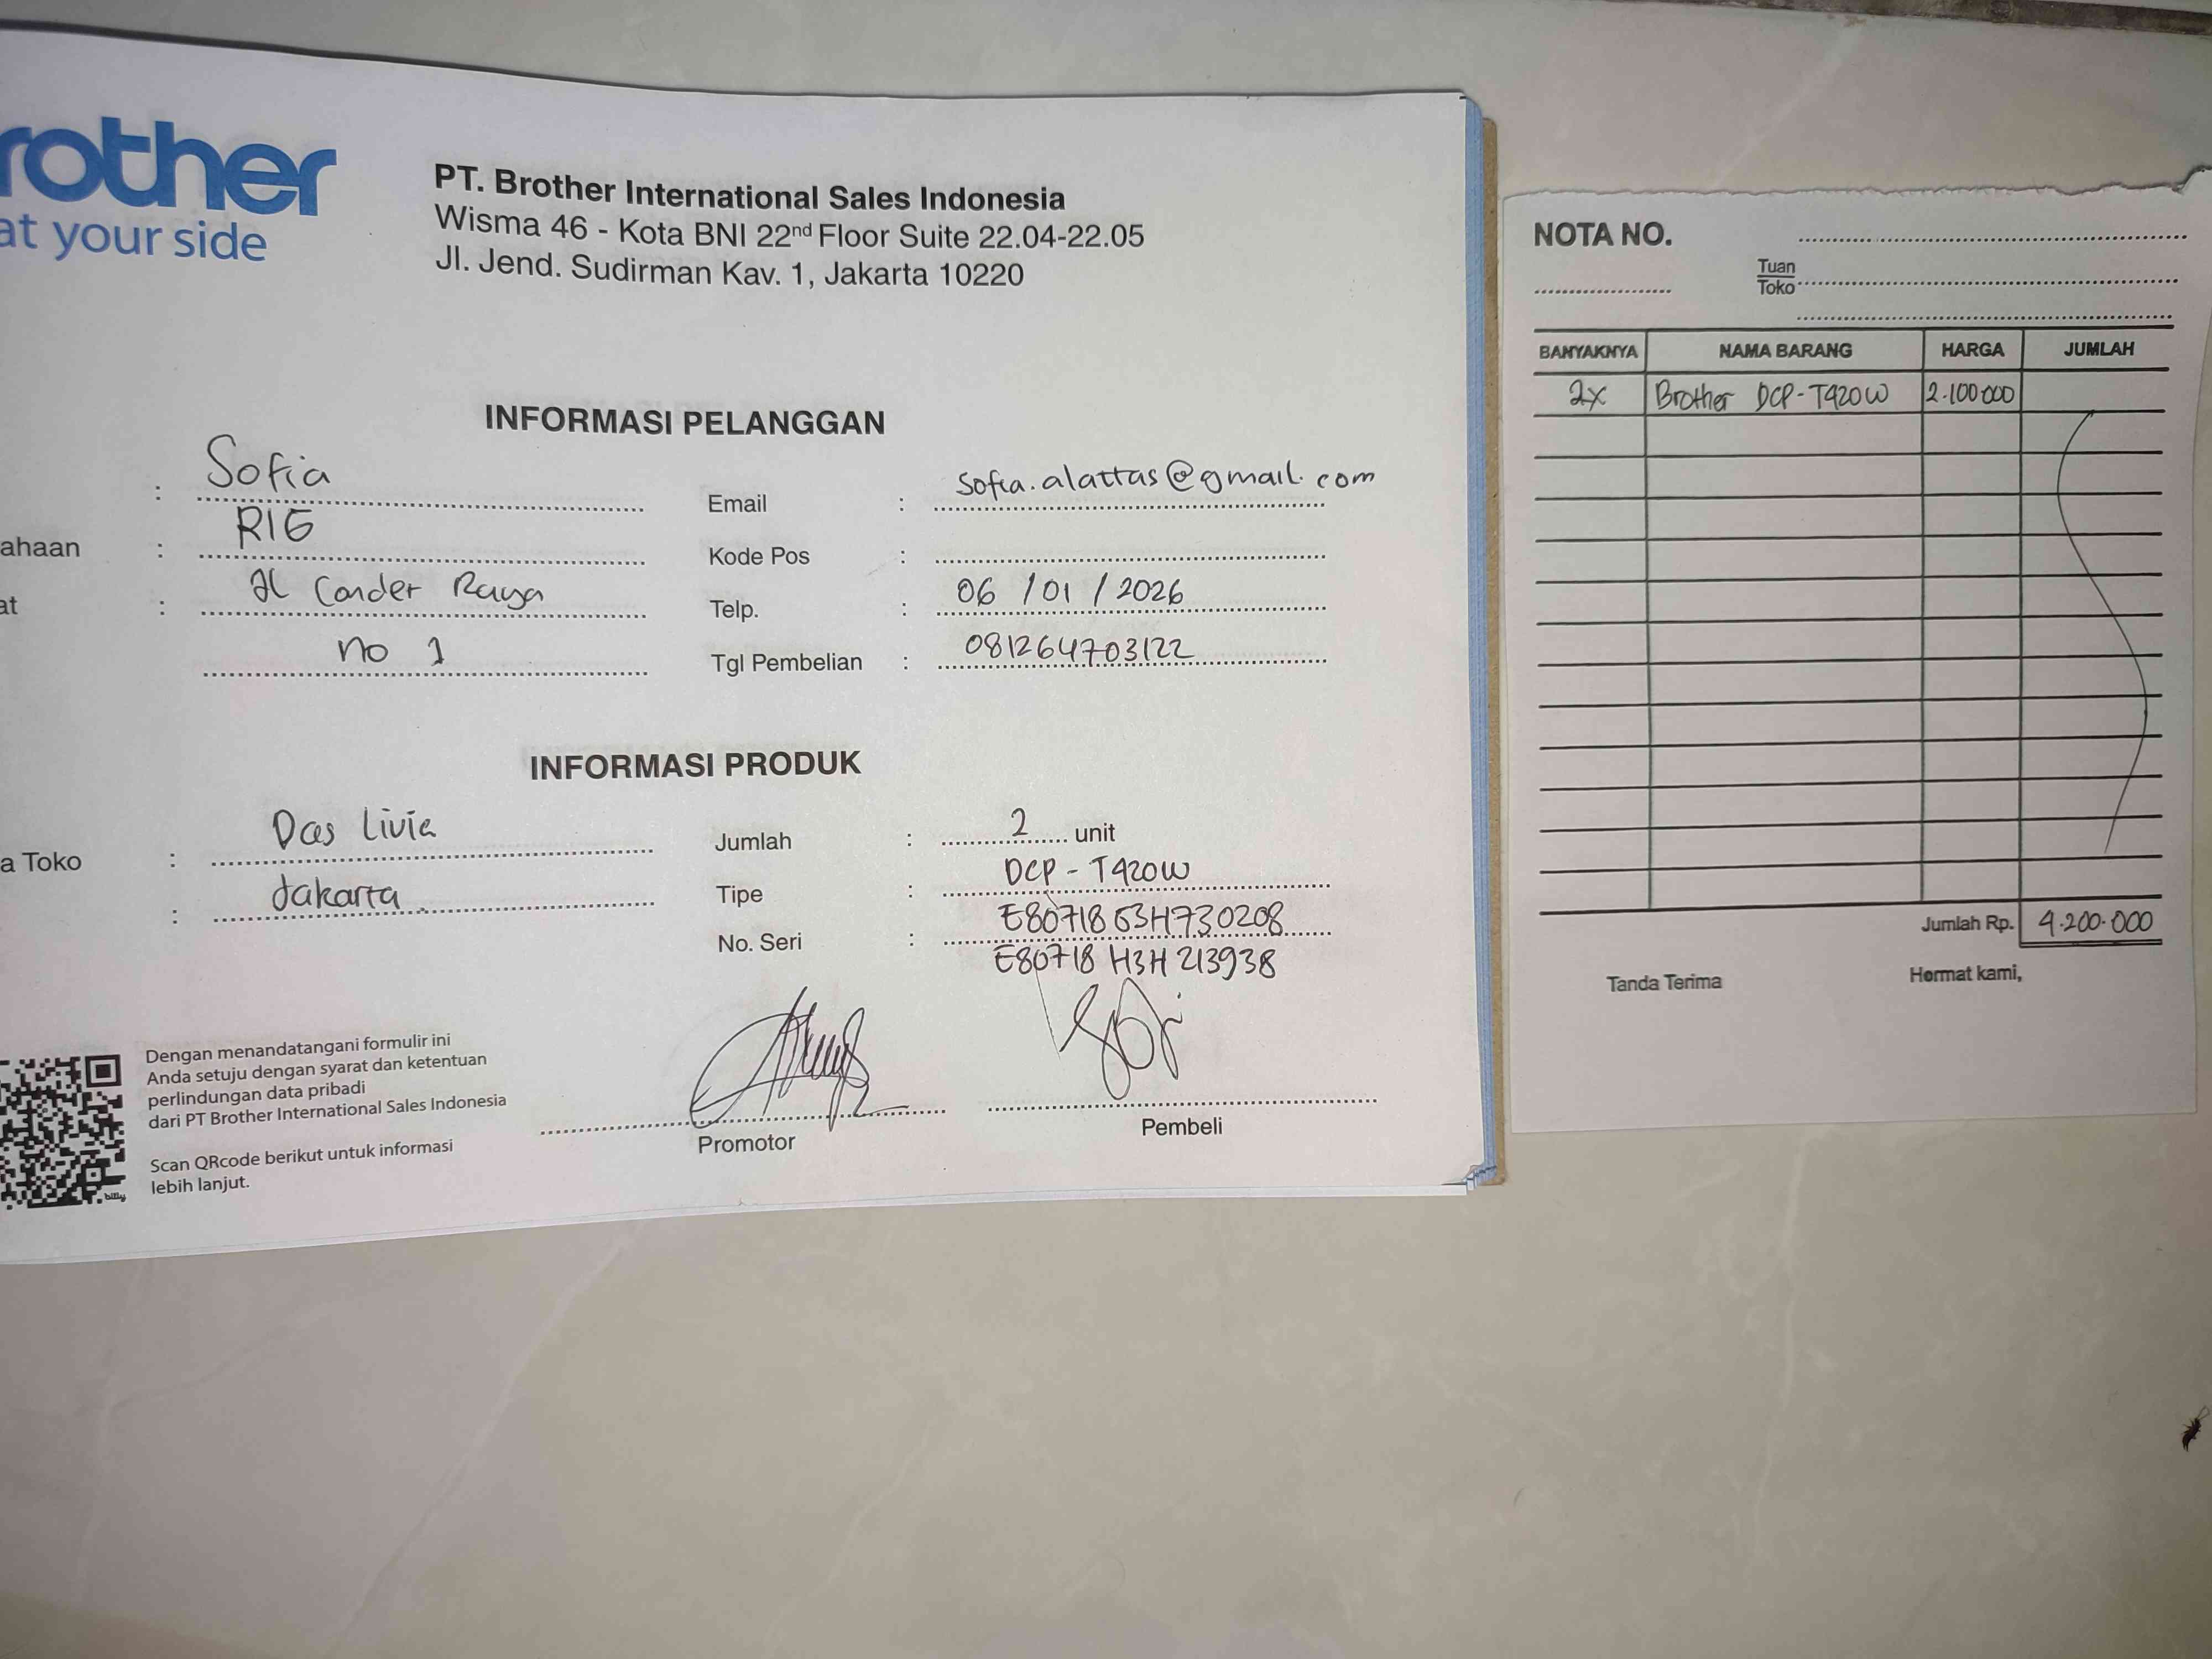 rother
at your side
PT. Brother International Sales Indonesia
Wisma 46 - Kota BNI 22nd Floor Suite 22.04-22.05
Jl. Jend. Sudirman Kav. 1, Jakarta 10220
INFORMASI PELANGGAN
: Sofia
ahaan : RIG
at : Jl Conder Raya
no 1
Email : Sofia.alattas@gmail.com
Kode Pos :
Telp. : 06 / 01 / 2026
Tgl Pembelian : 081264703122
INFORMASI PRODUK
a Toko : Das Livia
: Jakarta
Jumlah : 2 unit
Tipe : DCP - T420W
No. Seri : E80718G3H730208
E80718 H3H 213938
Dengan menandatangani formulir ini
Anda setuju dengan syarat dan ketentuan
perlindungan data pribadi
dari PT Brother International Sales Indonesia
Scan QRcode berikut untuk informasi
lebih lanjut.
billy
Promotor
Pembeli
NOTA NO.
Tuan
Toko
BANYAKNYA NAMA BARANG HARGA JUMLAH
2x Brother DCP-T420W 2.100.000
Jumlah Rp. 4.200.000
Tanda Terima Hormat kami,